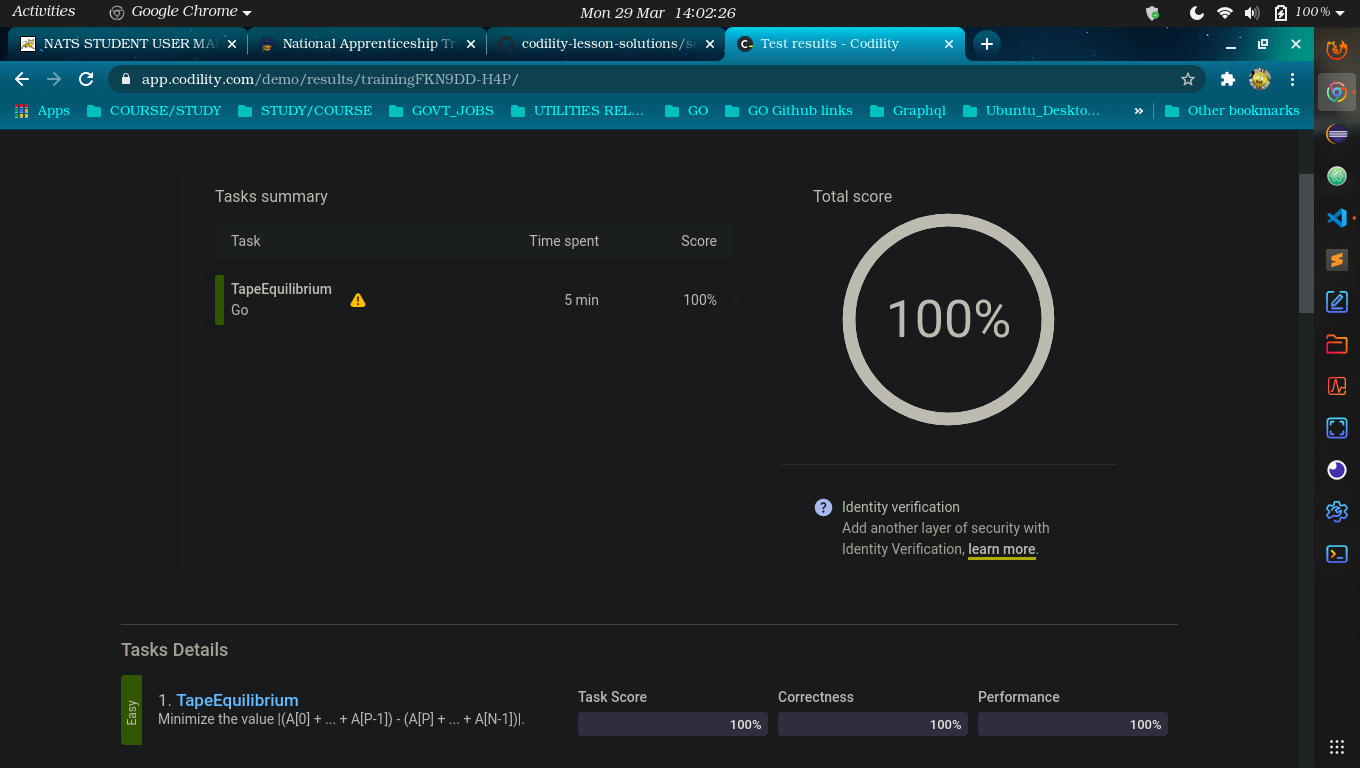 Activities Google Chrome Mon 29 Mar 14:02:26 100%
NATS STUDENT USER MA National Apprenticeship Tr codility-lesson-solutions/s Test results - Codility
app.codility.com/demo/results/trainingFKN9DD-H4P/
Apps COURSE/STUDY STUDY/COURSE GOVT_JOBS UTILITIES REL... GO GO Github links Graphql Ubuntu_Deskto... » Other bookmarks
Tasks summary
Task Time spent Score
TapeEquilibrium
Go
5 min 100%
Total score
100%
Identity verification
Add another layer of security with
Identity Verification, learn more.
Tasks Details
Easy
1. TapeEquilibrium
Minimize the value |(A[0] + ... + A[P-1]) - (A[P] + ... + A[N-1])|.
Task Score Correctness Performance
100% 100% 100%